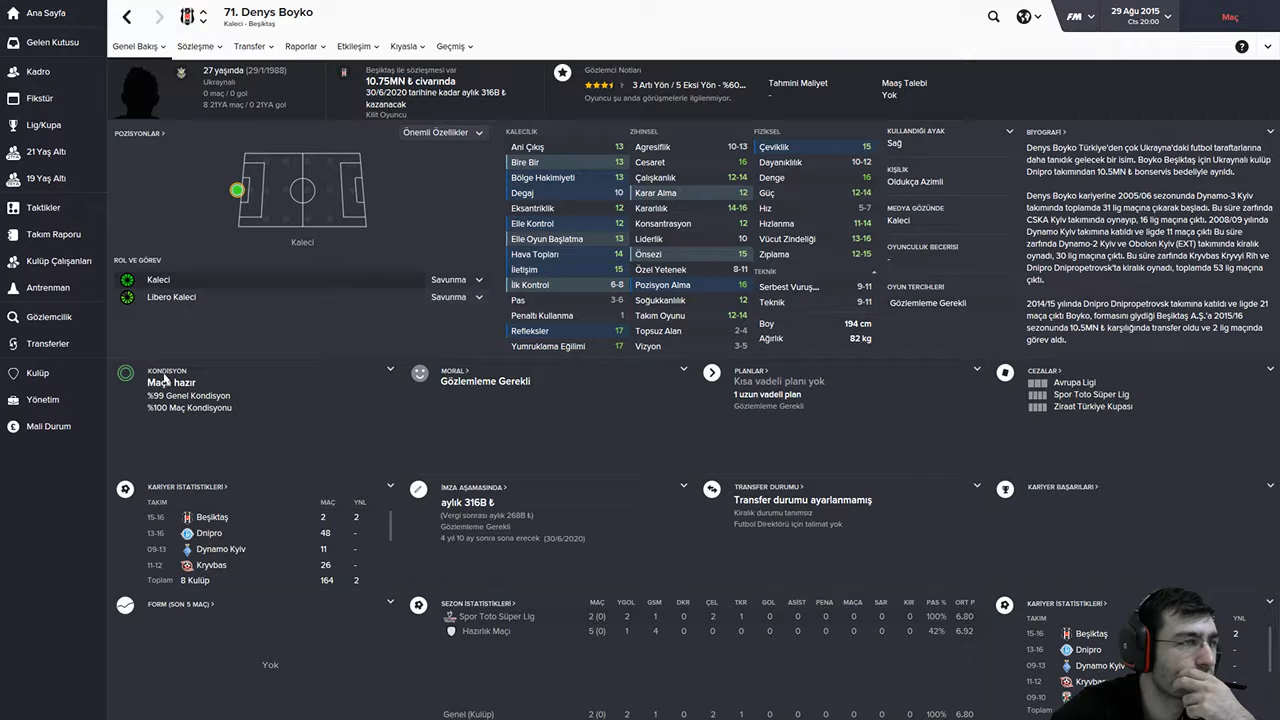 Ana Sayfa
Gelen Kutusu
Kadro
Fikstür
Lig/Kupa
21 Yaş Altı
19 Yaş Altı
Taktikler
Takım Raporu
Kulüp Çalışanları
Antrenman
Gözlemcilik
Transferler
Kulüp
Yönetim
Mali Durum
71. Denys Boyko
Kaleci - Beşiktaş
FM
29 Ağu 2015
Cts 20:00
Maç
Genel Bakış
Sözleşme
Transfer
Raporlar
Etkileşim
Kıyasla
Geçmiş
27 yaşında (29/1/1988)
Ukraynalı
0 maç / 0 gol
8 21YA maç / 0 21YA gol
Beşiktaş ile sözleşmesi var
10.75MN ₺ civarında
30/6/2020 tarihine kadar aylık 316B ₺
kazanacak
Kilit Oyuncu
Gözlemci Notları
3 Artı Yön / 5 Eksi Yön - %60...
Oyuncu şu an görüşmelerle ilgilenmiyor.
Tahmini Maliyet
-
Maaş Talebi
Yok
POZİSYONLAR >
Önemli Özellikler
Kaleci
ROL VE GÖREV
Kaleci Savunma
Libero Kaleci Savunma
KALECİLİK
Ani Çıkış 13
Bire Bir 13
Bölge Hakimiyeti 13
Degaj 10
Eksantriklik 12
Elle Kontrol 12
Elle Oyun Başlatma 13
Hava Topları 14
İletişim 15
İlk Kontrol 6-8
Pas 3-6
Penaltı Kullanma 1
Refleksler 17
Yumruklama Eğilimi 17
ZİHİNSEL
Agresiflik 10-13
Cesaret 16
Çalışkanlık 12-14
Karar Alma 12
Kararlılık 14-16
Konsantrasyon 12
Liderlik 10
Önsezi 15
Özel Yetenek 8-11
Pozisyon Alma 16
Soğukkanlılık 12
Takım Oyunu 12-14
Topsuz Alan 2-4
Vizyon 3-5
FİZİKSEL
Çeviklik 15
Dayanıklılık 10-12
Denge 16
Güç 12-14
Hız 5-7
Hızlanma 11-14
Vücut Zindeliği 13-16
Zıplama 12-15
TEKNİK
Serbest Vuruş... 9-11
Teknik 9-11
Boy 194 cm
Ağırlık 82 kg
KULLANDIĞI AYAK
Sağ
KİŞİLİK
Oldukça Azimli
MEDYA GÖZÜNDE
Kaleci
OYUNCULUK BECERİSİ
-
OYUN TERCİHLERİ
Gözlemleme Gerekli
BİYOGRAFİ >
Denys Boyko Türkiye'den çok Ukrayna'daki futbol taraftarlarına
daha tanıdık gelecek bir isim. Boyko Beşiktaş için Ukraynalı kulüp
Dnipro takımından 10.5MN ₺ bonservis bedeliyle ayrıldı.
Denys Boyko kariyerine 2005/06 sezonunda Dynamo-3 Kyiv
takımında toplamda 31 lig maçına çıkarak başladı. Bu süre zarfında
CSKA Kyiv takımında oynayıp, 16 lig maçına çıktı. 2008/09 yılında
Dynamo Kyiv takımına katıldı ve ligde 11 maça çıktı Boyko! Bu
süre zarfında Dynamo-2 Kyiv ve Obolon Kyiv (EXT) takımında kiralık
oynadı, 30 lig maçına çıktı. Bu süre zarfında Kryvbas Kryvyi Rih ve
Dnipro Dnipropetrovsk'ta kiralık oynadı, toplamda 53 lig maçına
çıktı.
2014/15 yılında Dnipro Dnipropetrovsk takımına katıldı ve ligde 21
maça çıktı Boyko, formasını giydiği Beşiktaş A.Ş.'a 2015/16
sezonunda 10.5MN ₺ karşılığında transfer oldu ve 2 lig maçında
görev aldı.
KONDİSYON
hazır
%99 Genel Kondisyon
%100 Maç Kondisyonu
MORAL >
Gözlemleme Gerekli
PLANLAR >
Kısa vadeli planı yok
1 uzun vadeli plan
Gözlemleme Gerekli
CEZALAR >
Avrupa Ligi
Spor Toto Süper Lig
Ziraat Türkiye Kupası
KARİYER İSTATİSTİKLERİ >
TAKIM MAÇ YNL
15-16 Beşiktaş 2 2
13-16 Dnipro 48 -
09-13 Dynamo Kyiv 11 -
11-12 Kryvbas 26 -
Toplam 8 Kulüp 164 2
İMZA AŞAMASINDA >
aylık 316B ₺
(Vergi sonrası aylık 268B ₺)
Gözlemleme Gerekli
4 yıl 10 ay sonra sona erecek (30/6/2020)
TRANSFER DURUMU >
Transfer durumu ayarlanmamış
Kiralık durumu tanımsız
Futbol Direktörü için talimat yok
KARİYER BAŞARILARI >
FORM (SON 5 MAÇ) >
Yok
SEZON İSTATİSTİKLERİ > MAÇ YGOL GSM DKR ÇEL TKR GOL ASİST PENA MAÇA SAR KIR PAS % ORT P
Spor Toto Süper Lig 2 (0) 2 1 0 2 1 0 0 0 0 0 0 100% 6.80
Hazırlık Maçı 5 (0) 1 4 0 0 0 0 0 0 0 0 0 42% 6.92
Genel (Kulüp) 2 (0) 2 1 0 2 1 0 0 0 0 0 0 100% 6.80
KARİYER İSTATİSTİKLERİ >
TAKIM YNL
15-16 Beşiktaş 2
13-16 Dnipro -
09-13 Dynamo Kyiv
11-12 Kryvbas
09-10
Toplam